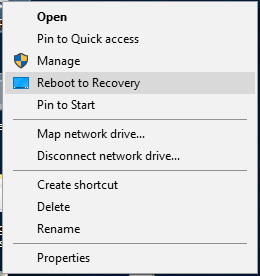 Open
Pin to Quick access
Manage
Reboot to Recovery
Pin to Start
Map network drive...
Disconnect network drive...
Create shortcut
Delete
Rename
Properties